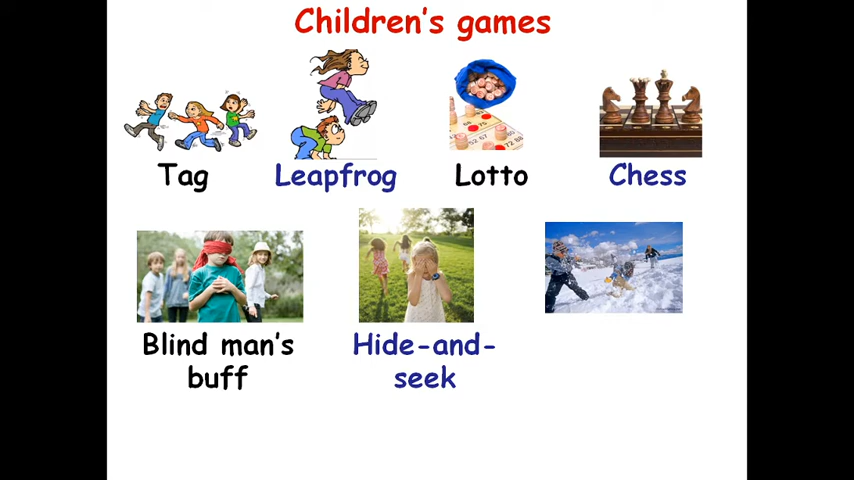 Children's games
Tag
Leapfrog
Lotto
Chess
Blind man's
buff
Hide-and-
seek